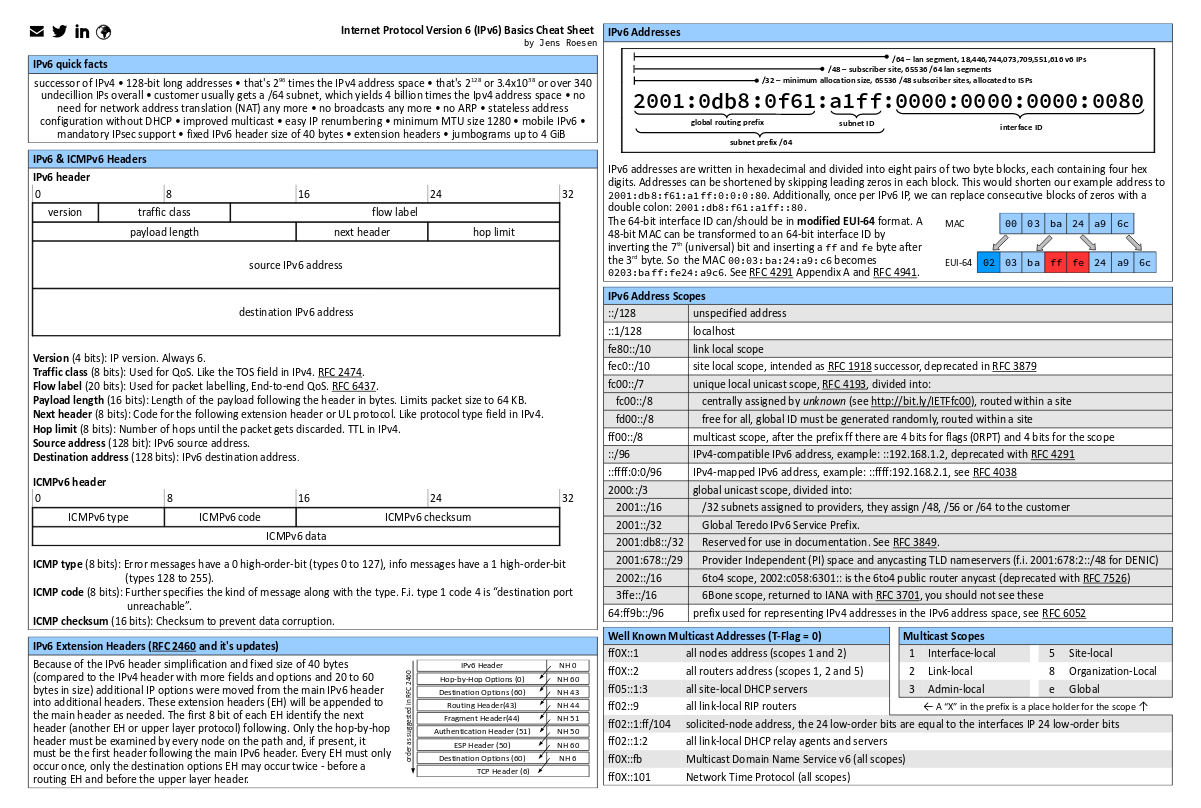 Internet Protocol Version 6 (IPv6) Basics Cheat Sheet
by Jens Roesen
IPv6 quick facts
successor of IPv4 • 128-bit long addresses • that's 2⁹⁶ times the IPv4 address space • that's 2¹²⁸ or 3.4x10³⁸ or over 340
undecillion IPs overall • customer usually gets a /64 subnet, which yields 4 billion times the Ipv4 address space • no
need for network address translation (NAT) any more • no broadcasts any more • no ARP • stateless address
configuration without DHCP • improved multicast • easy IP renumbering • minimum MTU size 1280 • mobile IPv6 •
mandatory IPsec support • fixed IPv6 header size of 40 bytes • extension headers • jumbograms up to 4 GiB
IPv6 & ICMPv6 Headers
IPv6 header
0 8 16 24 32
version traffic class flow label
payload length next header hop limit
source IPv6 address
destination IPv6 address
Version (4 bits): IP version. Always 6.
Traffic class (8 bits): Used for QoS. Like the TOS field in IPv4. RFC 2474.
Flow label (20 bits): Used for packet labelling, End-to-end QoS. RFC 6437.
Payload length (16 bits): Length of the payload following the header in bytes. Limits packet size to 64 KB.
Next header (8 bits): Code for the following extension header or UL protocol. Like protocol type field in IPv4.
Hop limit (8 bits): Number of hops until the packet gets discarded. TTL in IPv4.
Source address (128 bit): IPv6 source address.
Destination address (128 bits): IPv6 destination address.
ICMPv6 header
0 8 16 24 32
ICMPv6 type ICMPv6 code ICMPv6 checksum
ICMPv6 data
ICMP type (8 bits): Error messages have a 0 high-order-bit (types 0 to 127), info messages have a 1 high-order-bit
(types 128 to 255).
ICMP code (8 bits): Further specifies the kind of message along with the type. F.i. type 1 code 4 is “destination port
unreachable”.
ICMP checksum (16 bits): Checksum to prevent data corruption.
IPv6 Extension Headers (RFC 2460 and it's updates)
Because of the IPv6 header simplification and fixed size of 40 bytes
(compared to the IPv4 header with more fields and options and 20 to 60
bytes in size) additional IP options were moved from the main IPv6 header
into additional headers. These extension headers (EH) will be appended to
the main header as needed. The first 8 bit of each EH identify the next
header (another EH or upper layer protocol) following. Only the hop-by-hop
header must be examined by every node on the path and, if present, it
must be the first following the main IPv6 header. Every EH must only
occur once, only the destination options EH may occur twice - before a
routing EH and before the upper layer header.
order as suggested in RFC 2460
IPv6 Header NH 0
Hop-by-Hop Options (0) NH 60
Destination Options (60) NH 43
Routing Header(43) NH 44
Fragment Header(44) NH 51
Authentication Header (51) NH 50
ESP Header (50) NH 60
Destination Options (60) NH 6
TCP Header (6)
IPv6 Addresses
/64 – lan segment, 18,446,744,073,709,551,616 v6 IPs
/48 – subscriber site, 65536 /64 lan segments
/32 – minimum allocation size, 65536 /48 subscriber sites, allocated to ISPs
2001:0db8:0f61:a1ff:0000:0000:0000:0080
global routing prefix subnet ID interface ID
subnet prefix /64
IPv6 addresses are written in hexadecimal and divided into eight pairs of two byte blocks, each containing four hex
digits. Addresses can be shortened by skipping leading zeros in each block. This would shorten our example address to
2001:db8:f61:a1ff:0:0:0:80. Additionally, once per IPv6 IP, we can replace consecutive blocks of zeros with a
double colon: 2001:db8:f61:a1ff::80.
The 64-bit interface ID can/should be in modified EUI-64 format. A
48-bit MAC can be transformed to an 64-bit interface ID by
inverting the 7th (universal) bit and inserting a ff and fe byte after
the 3rd byte. So the MAC 00:03:ba:24:a9:c6 becomes
0203:baff:fe24:a9c6. See RFC 4291 Appendix A and RFC 4941.
MAC 00 03 ba 24 a9 6c
EUI-64 02 03 ba ff fe 24 a9 6c
IPv6 Address Scopes
::/128 unspecified address
::1/128 localhost
fe80::/10 link local scope
fec0::/10 site local scope, intended as RFC 1918 successor, deprecated in RFC 3879
fc00::/7 unique local unicast scope, RFC 4193, divided into:
fc00::/8 centrally assigned by unknown (see http://bit.ly/IETFfc00), routed within a site
fd00::/8 free for all, global ID must be generated randomly, routed within a site
ff00::/8 multicast scope, after the prefix ff there are 4 bits for flags (0RPT) and 4 bits for the scope
::/96 IPv4-compatible IPv6 address, example: ::192.168.1.2, deprecated with RFC 4291
::ffff:0:0/96 IPv4-mapped IPv6 address, example: ::ffff:192.168.2.1, see RFC 4038
2000::/3 global unicast scope, divided into:
2001::/16 /32 subnets assigned to providers, they assign /48, /56 or /64 to the customer
2001::/32 Global Teredo IPv6 Service Prefix.
2001:db8::/32 Reserved for use in documentation. See RFC 3849.
2001:678::/29 Provider Independent (PI) space and anycasting TLD nameservers (f.i. 2001:678:2::/48 for DENIC)
2002::/16 6to4 scope, 2002:c058:6301:: is the 6to4 public router anycast (deprecated with RFC 7526)
3ffe::/16 6Bone scope, returned to IANA with RFC 3701, you should not see these
64:ff9b::/96 prefix used for representing IPv4 addresses in the IPv6 address space, see RFC 6052
Well Known Multicast Addresses (T-Flag = 0)
ff0X::1 all nodes address (scopes 1 and 2)
ff0X::2 all routers address (scopes 1, 2 and 5)
ff05::1:3 all site-local DHCP servers
ff02::9 all link-local RIP routers
ff02::1:ff/104 solicited-node address, the 24 low-order bits are equal to the interfaces IP 24 low-order bits
ff02::1:2 all link-local DHCP relay agents and servers
ff0X::fb Multicast Domain Name Service v6 (all scopes)
ff0X::101 Network Time Protocol (all scopes)
Multicast Scopes
1 Interface-local 5 Site-local
2 Link-local 8 Organization-Local
3 Admin-local e Global
← A “X” in the prefix is a place holder for the scope ↑